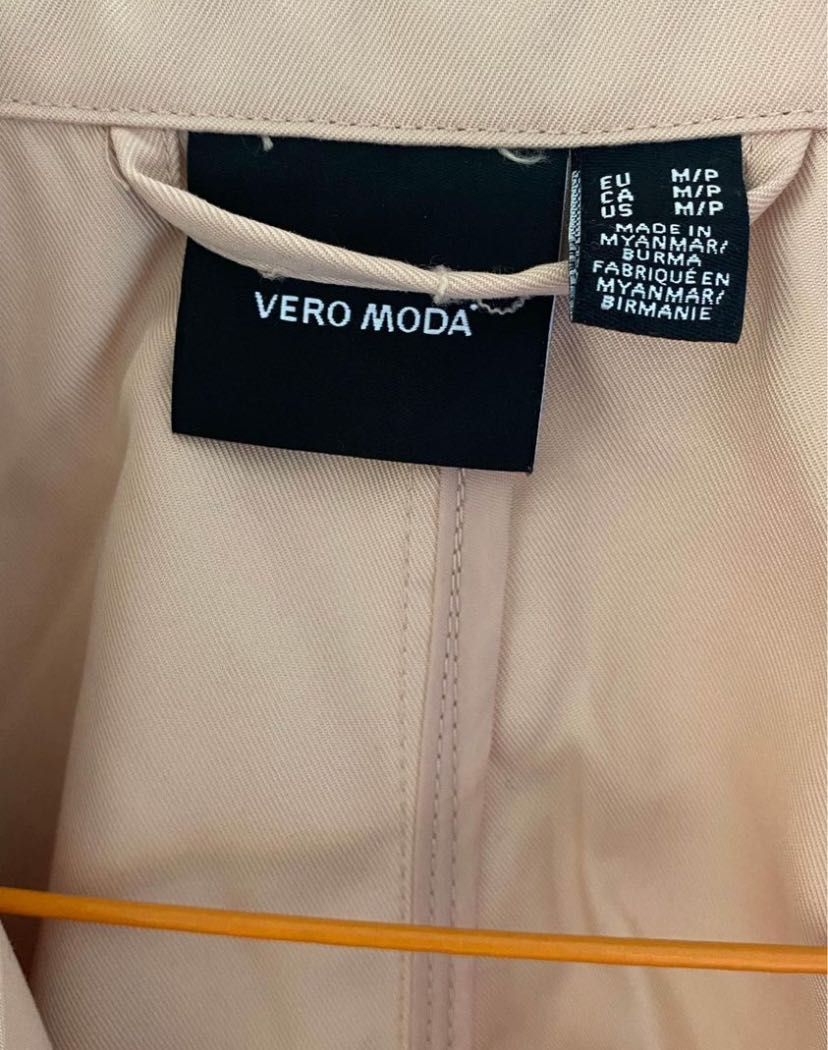 VERO MODA
EU M/P
CA M/P
US M/P
MADE IN
MYANMAR/
BURMA
FABRIQUÉ EN
MYANMAR/
BIRMANIE